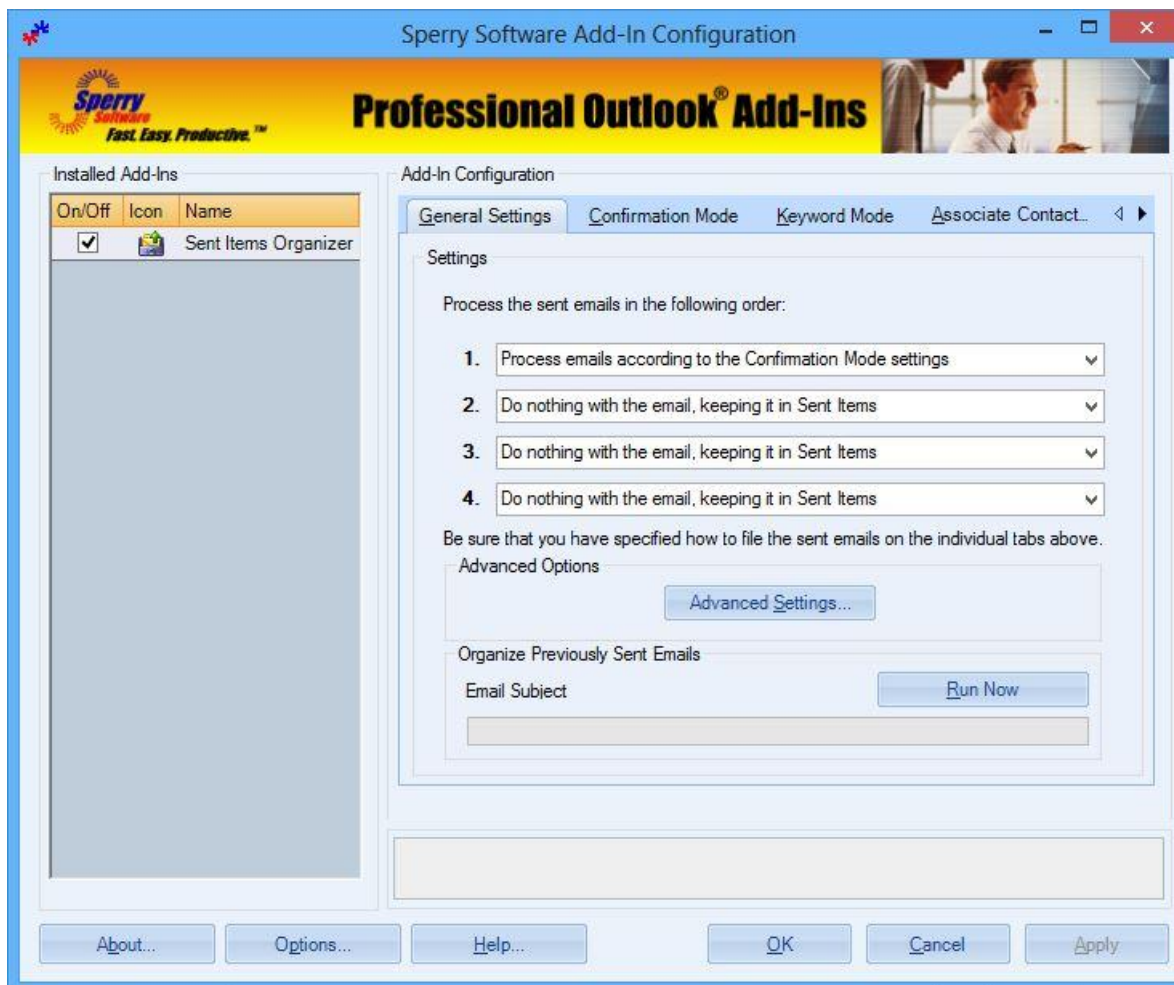 Sperry Software Add-In Configuration
Sperry
Software
Fast. Easy. Productive.™
Professional Outlook® Add-Ins
Installed Add-Ins
On/Off Icon Name
Sent Items Organizer
Add-In Configuration
General Settings Confirmation Mode Keyword Mode Associate Contact...
Settings
Process the sent emails in the following order:
1. Process emails according to the Confirmation Mode settings
2. Do nothing with the email, keeping it in Sent Items
3. Do nothing with the email, keeping it in Sent Items
4. Do nothing with the email, keeping it in Sent Items
Be sure that you have specified how to file the sent emails on the individual tabs above.
Advanced Options
Advanced Settings...
Organize Previously Sent Emails
Email Subject Run Now
About... Options... Help... OK Cancel Apply